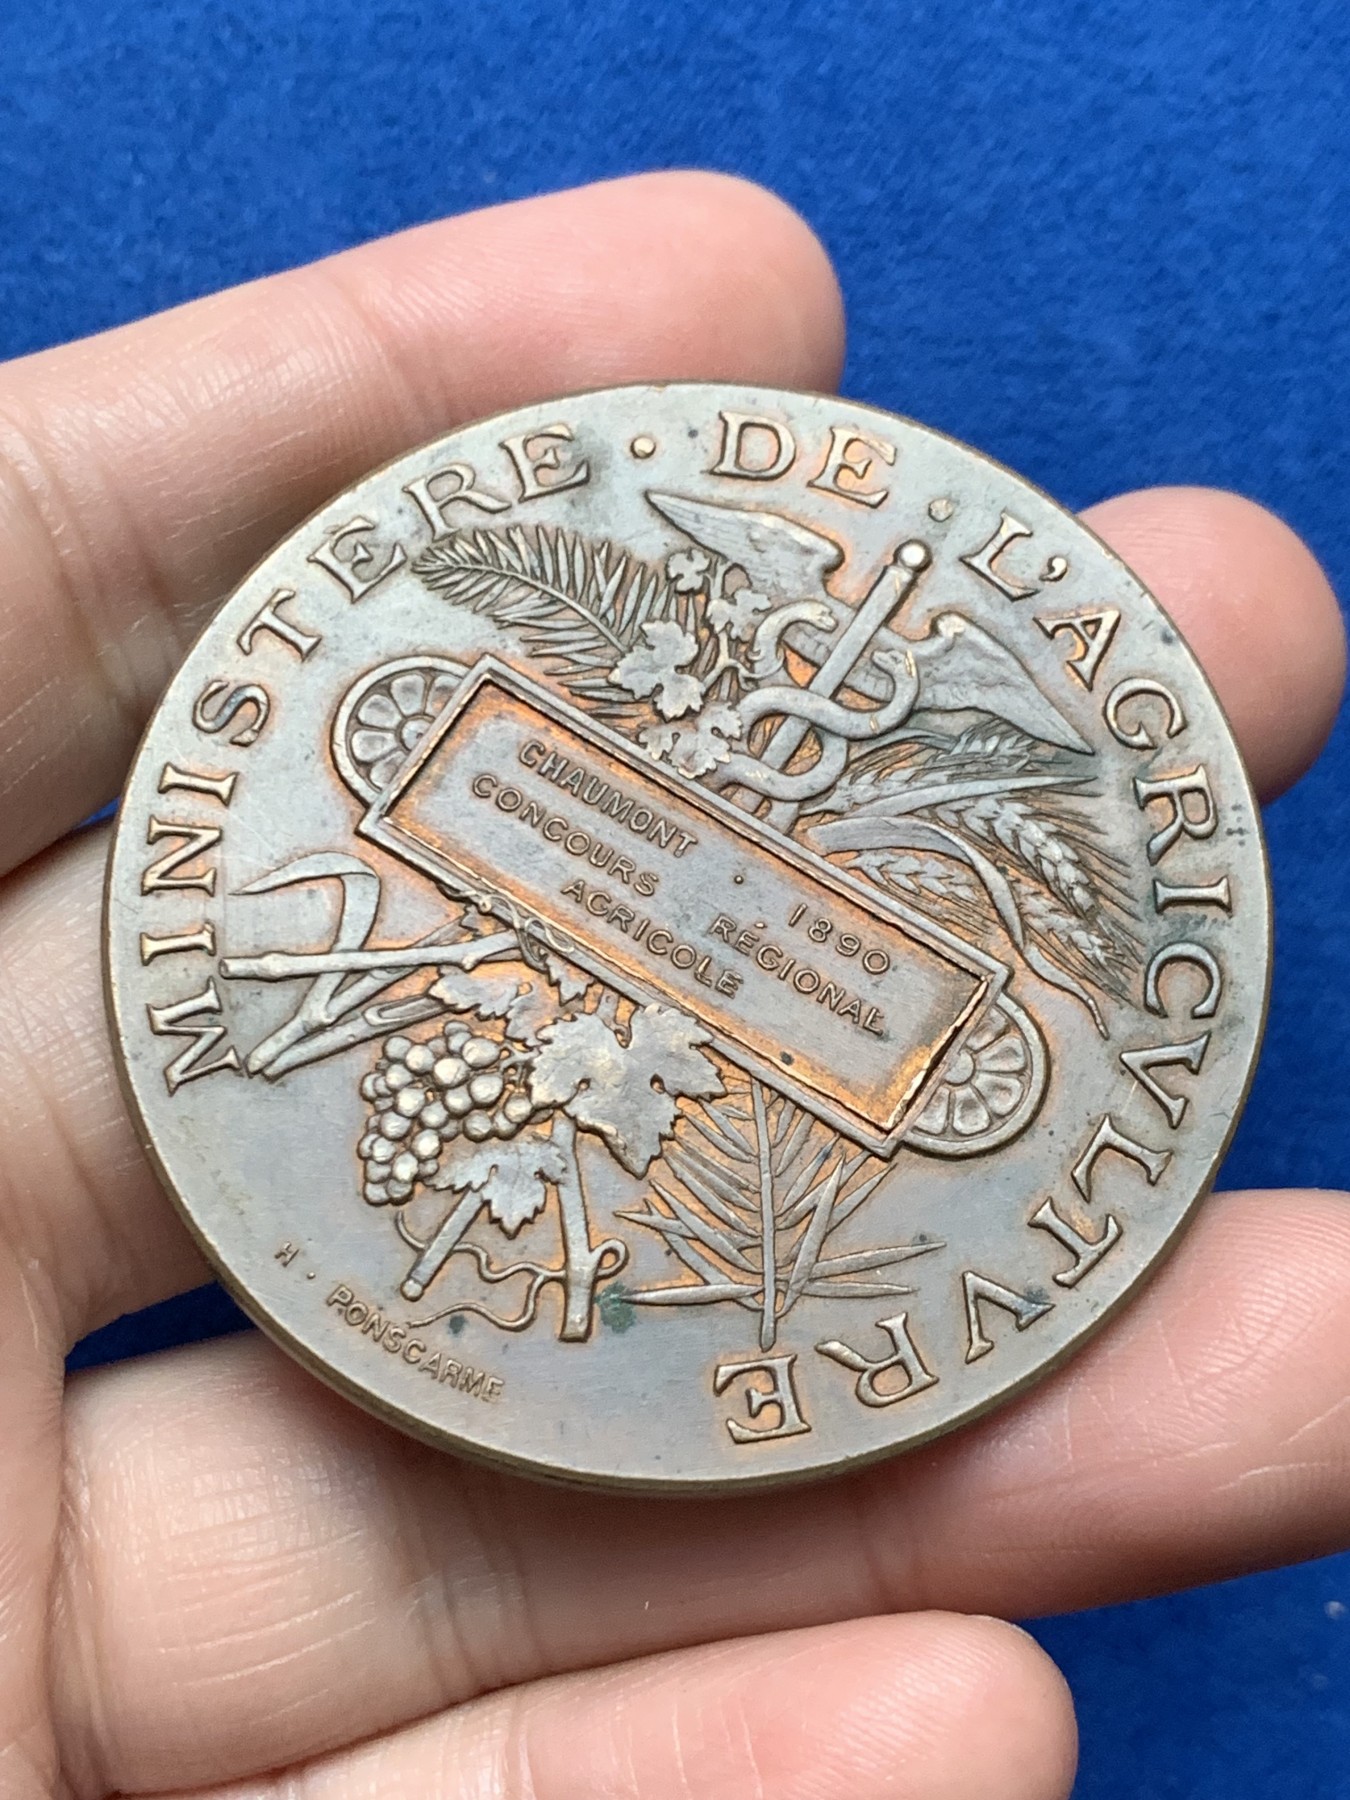 MINISTÈRE · DE · L'AGRICVLTVRE
CHAUMONT · 1890
CONCOURS RÉGIONAL
AGRICOLE
H · PONSCARME